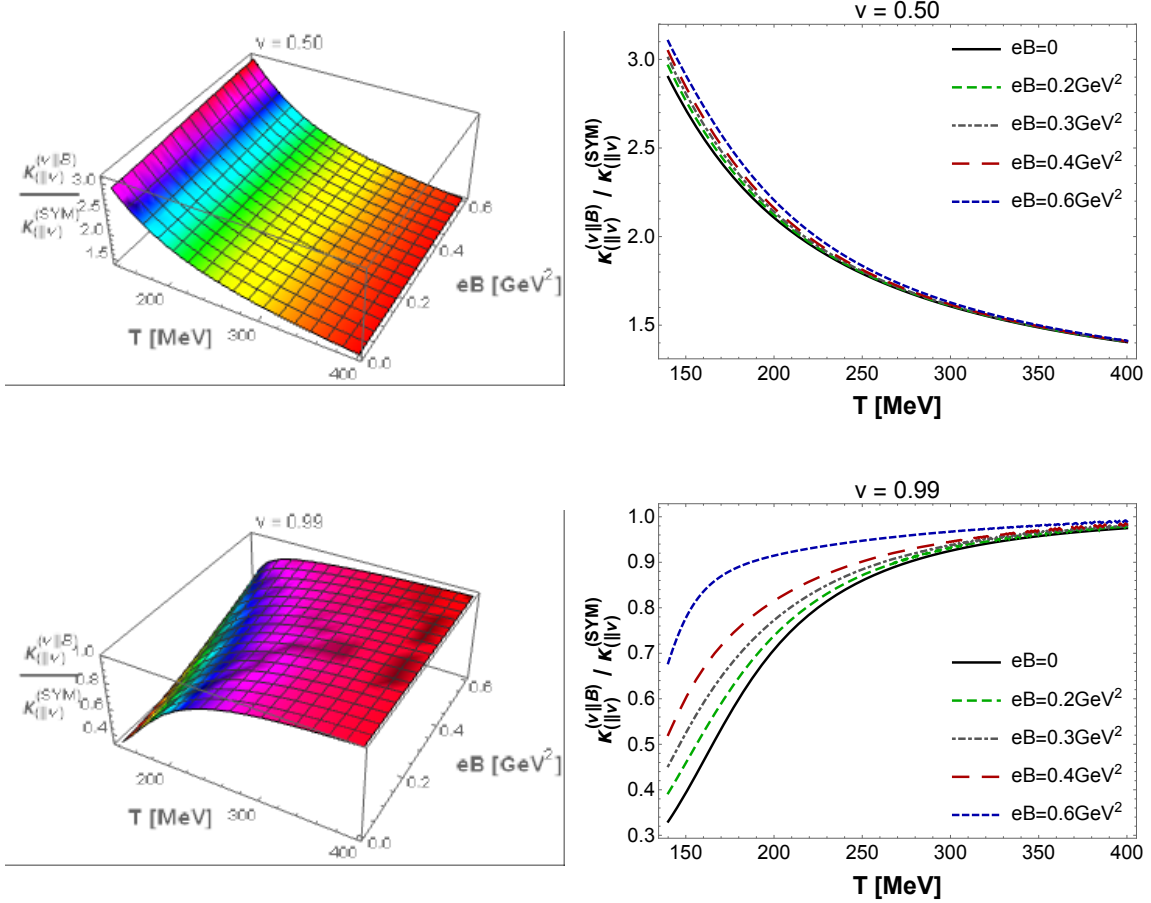 v = 0.50
κ(∥v)(v∥B)
κ(∥v)(SYM)
3.0
2.5
2.0
1.5
200
300
400
T [MeV]
0.0
0.2
0.4
0.6
eB [GeV²]
v = 0.50
κ(∥v)(v∥B) / κ(∥v)(SYM)
3.0
2.5
2.0
1.5
eB=0
eB=0.2GeV²
eB=0.3GeV²
eB=0.4GeV²
eB=0.6GeV²
150 200 250 300 350 400
T [MeV]
v = 0.99
κ(∥v)(v∥B)
κ(∥v)(SYM)
1.0
0.8
0.6
0.4
200
300
400
T [MeV]
0.0
0.2
0.4
0.6
eB [GeV²]
v = 0.99
κ(∥v)(v∥B) / κ(∥v)(SYM)
1.0
0.9
0.8
0.7
0.6
0.5
0.4
0.3
eB=0
eB=0.2GeV²
eB=0.3GeV²
eB=0.4GeV²
eB=0.6GeV²
150 200 250 300 350 400
T [MeV]